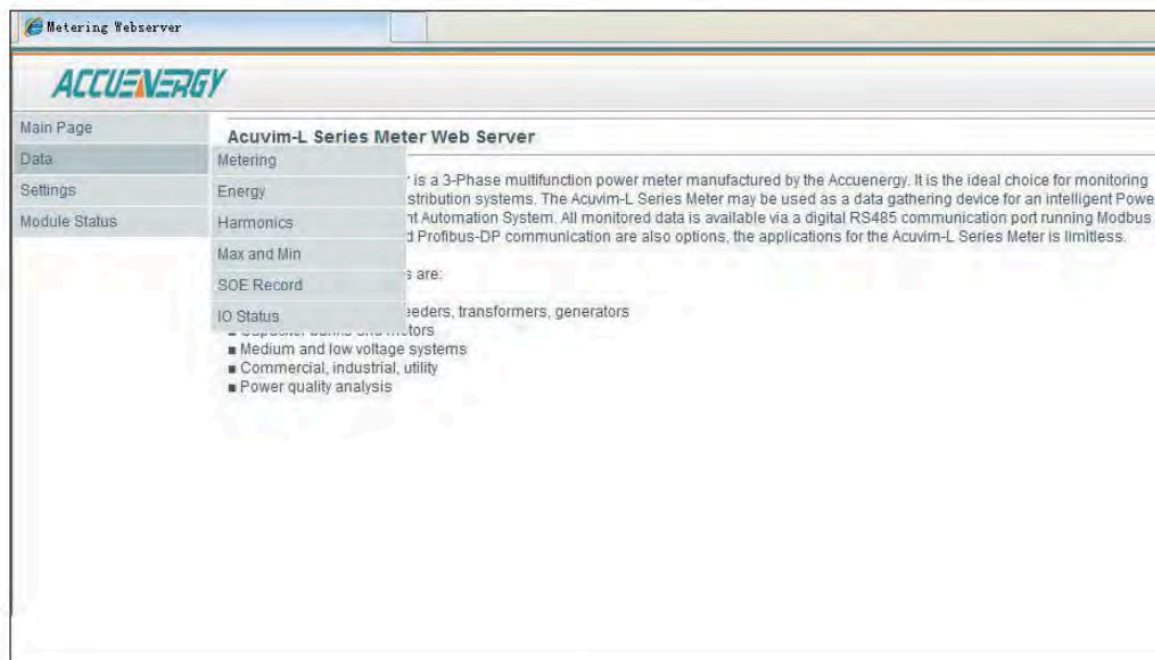 Metering Webserver
ACCUENERGY
Main Page
Data
Settings
Module Status
Acuvim-L Series Meter Web Server
Metering
Energy
Harmonics
Max and Min
SOE Record
IO Status
is a 3-Phase multifunction power meter manufactured by the Accuenergy. It is the ideal choice for monitoring
stribution systems. The Acuvim-L Series Meter may be used as a data gathering device for an intelligent Powe
nt Automation System. All monitored data is available via a digital RS485 communication port running Modbus
d Profibus-DP communication are also options, the applications for the Acuvim-L Series Meter is limitless.
s are:
eeders, transformers, generators
■ Capacitor banks and motors
■ Medium and low voltage systems
■ Commercial, industrial, utility
■ Power quality analysis